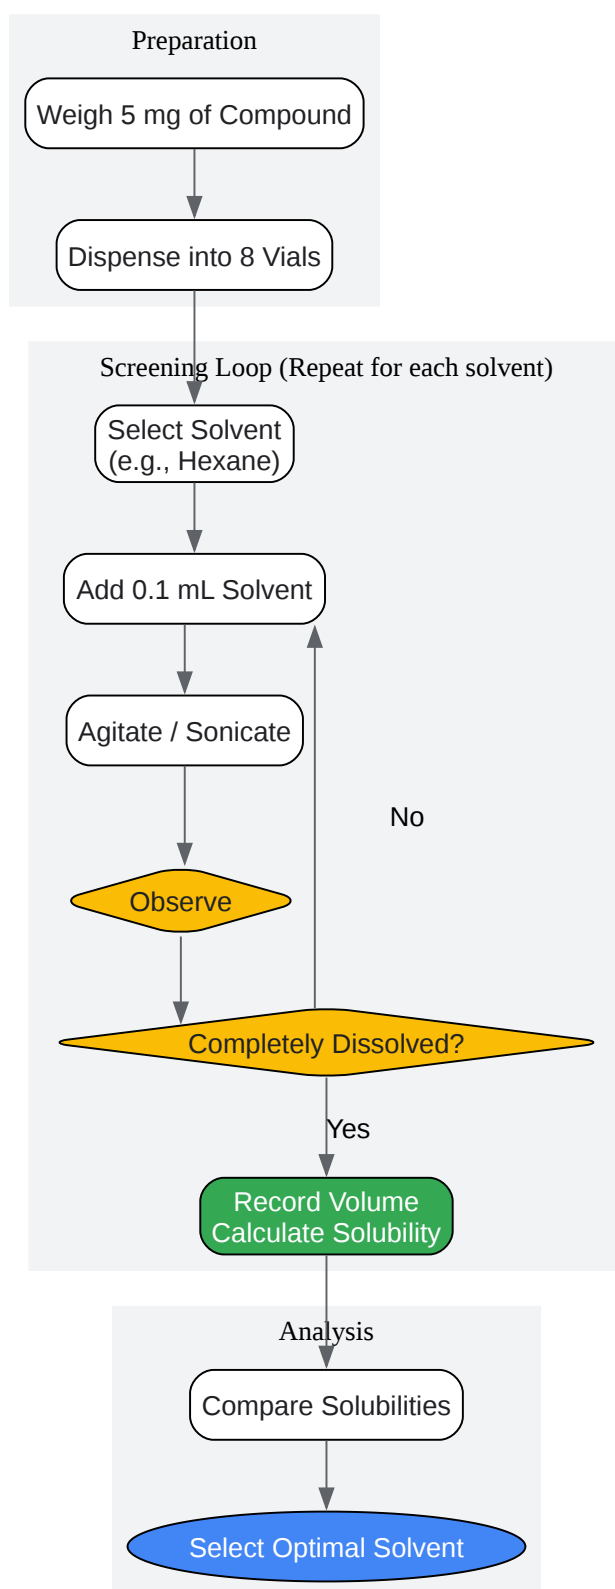 Preparation
Weigh 5 mg of Compound
Dispense into 8 Vials
Screening Loop (Repeat for each solvent)
Select Solvent
(e.g., Hexane)
Add 0.1 mL Solvent
Agitate / Sonicate
No
Observe
Completely Dissolved?
Yes
Record Volume
Calculate Solubility
Analysis
Compare Solubilities
Select Optimal Solvent